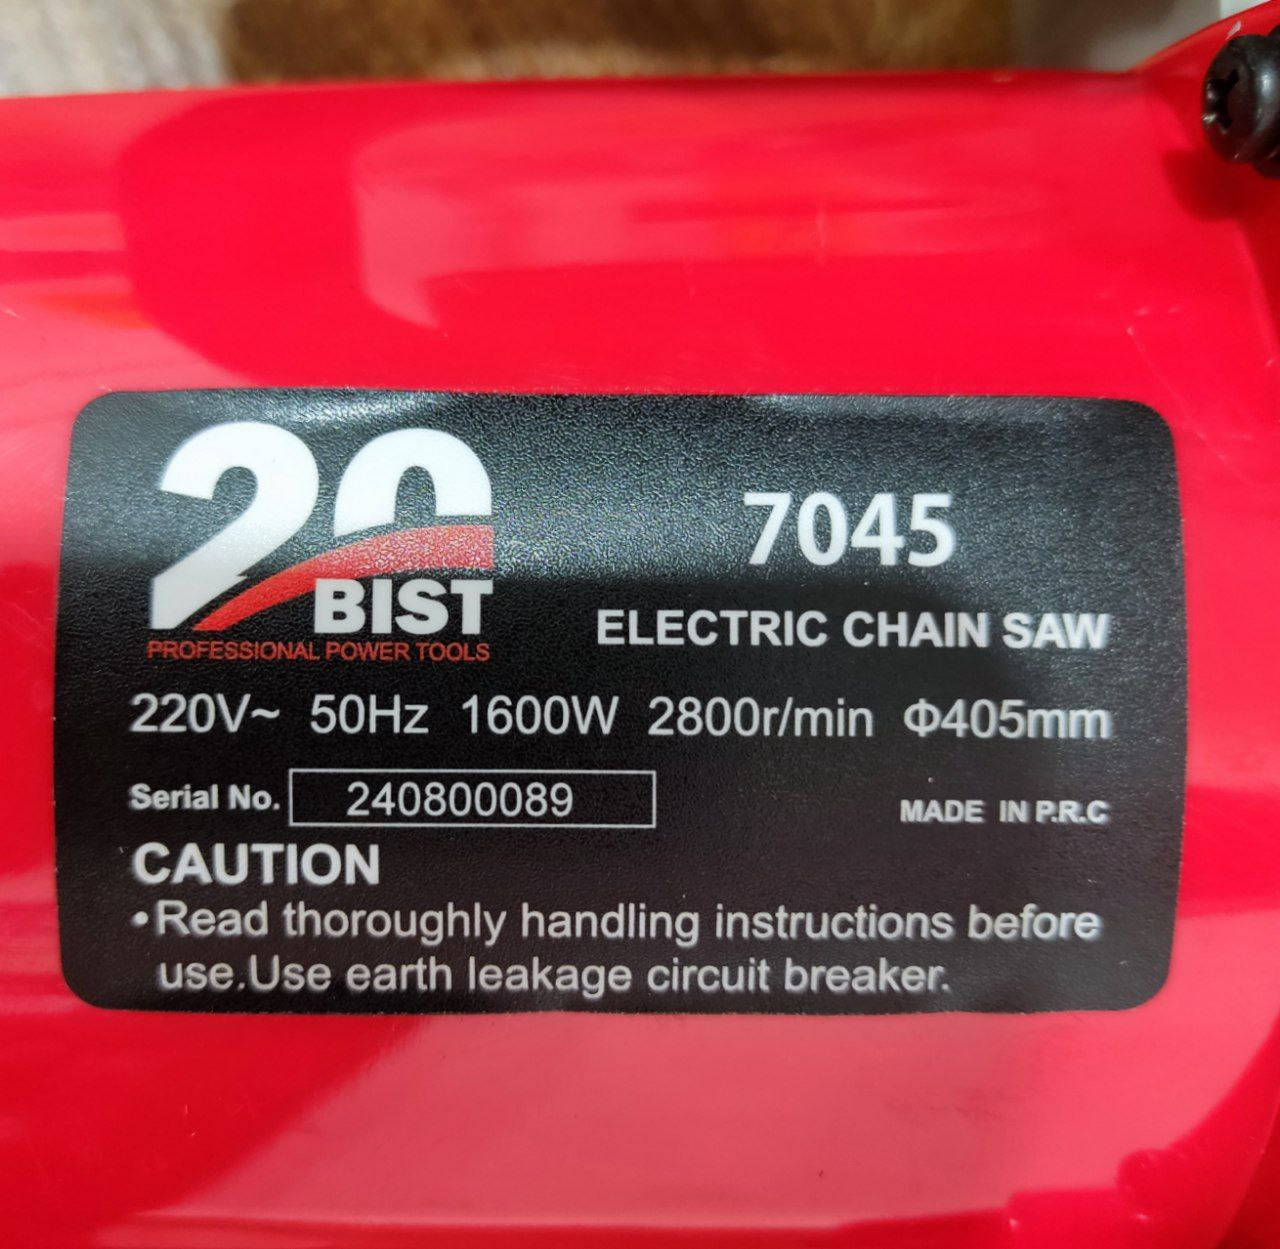 20
BIST
PROFESSIONAL POWER TOOLS
7045
ELECTRIC CHAIN SAW
220V~ 50Hz 1600W 2800r/min Φ405mm
Serial No. 240800089
MADE IN P.R.C
CAUTION
•Read thoroughly handling instructions before
use.Use earth leakage circuit breaker.